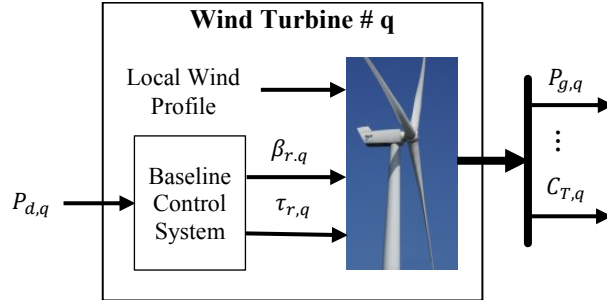 Wind Turbine # q
Local Wind
Profile
β_{r.q}
Baseline
Control
System
τ_{r,q}
P_{d,q}
P_{g,q}
⋮
C_{T,q}